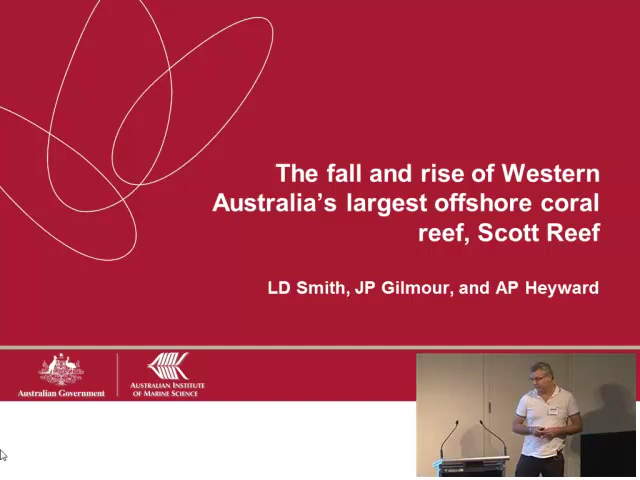 The fall and rise of Western
Australia's largest offshore coral
reef, Scott Reef
LD Smith, JP Gilmour, and AP Heyward
Australian Government
AUSTRALIAN INSTITUTE
OF MARINE SCIENCE